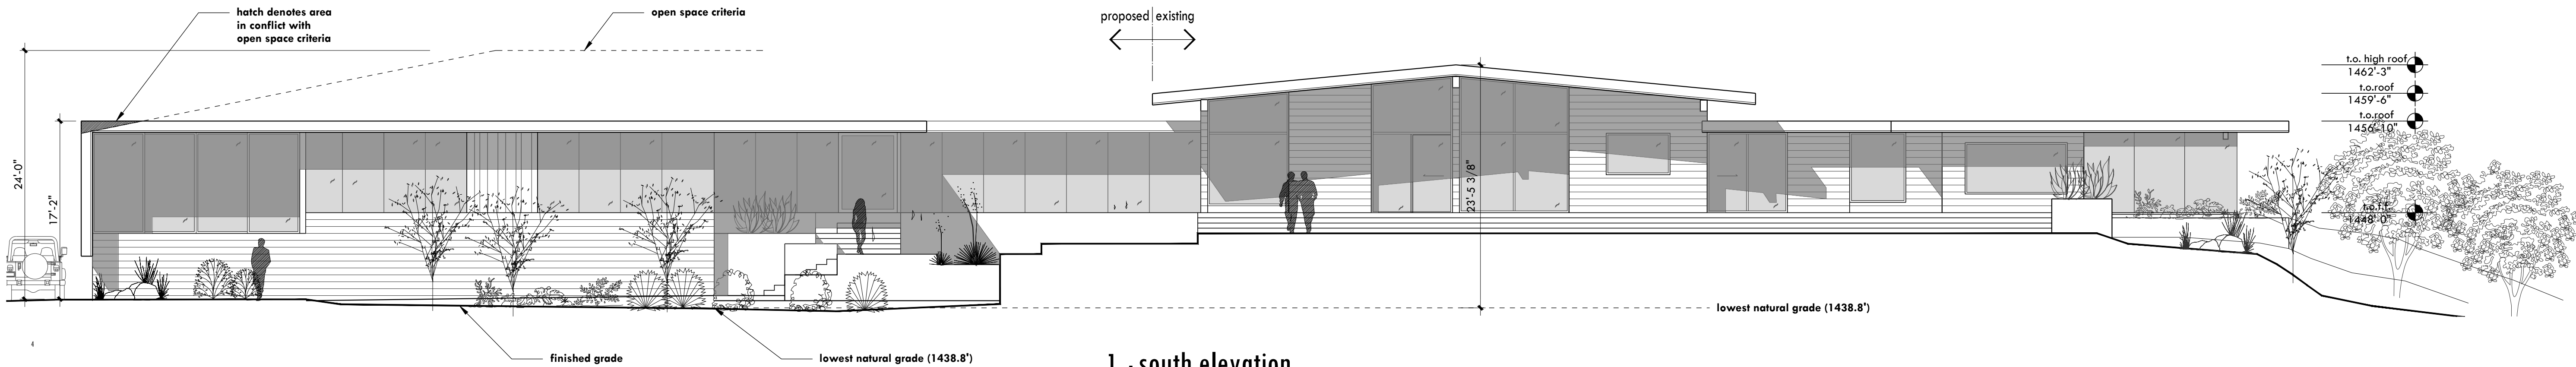 hatch denotes area
in conflict with
open space criteria
open space criteria
proposed existing
24'-0"
17'-2"
23'-5 3/8"
t.o. high roof
1462'-3"
t.o.roof
1459'-6"
t.o.roof
1456'-10"
t.o.f.f.
1448'-0"
lowest natural grade (1438.8')
4
finished grade
lowest natural grade (1438.8')
1 - south elevation